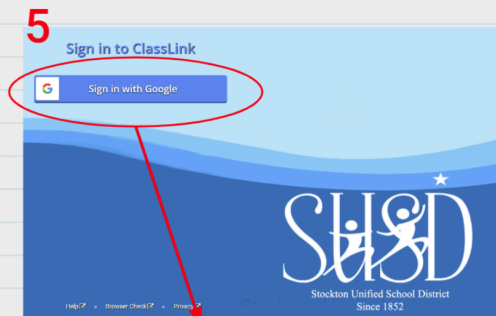 5
Sign in to ClassLink
G Sign in with Google
SUSD
Stockton Unified School District
Since 1852
Help Browser Check Privacy